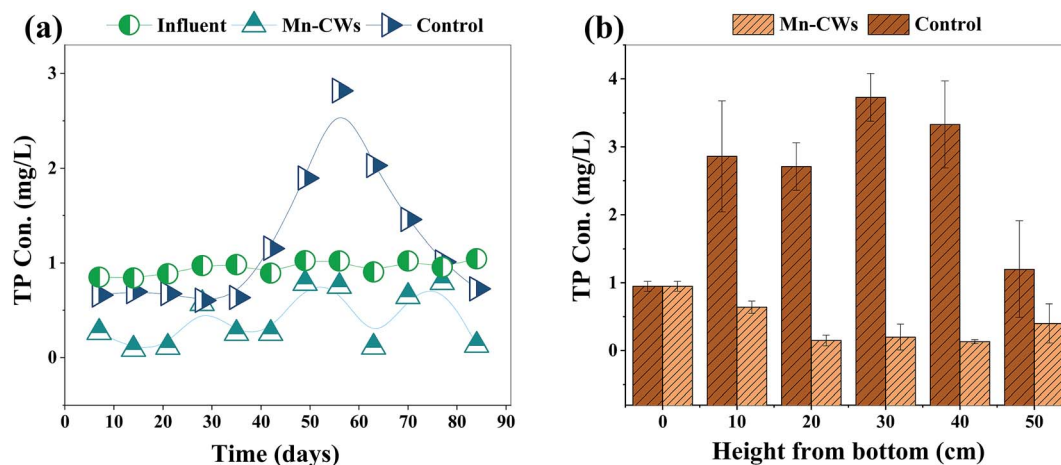 (a) Influent Mn-CWs Control
3
2
1
0
TP Con. (mg/L)
0 10 20 30 40 50 60 70 80 90
Time (days)
(b) Mn-CWs Control
4
3
2
1
0
TP Con. (mg/L)
0 10 20 30 40 50
Height from bottom (cm)